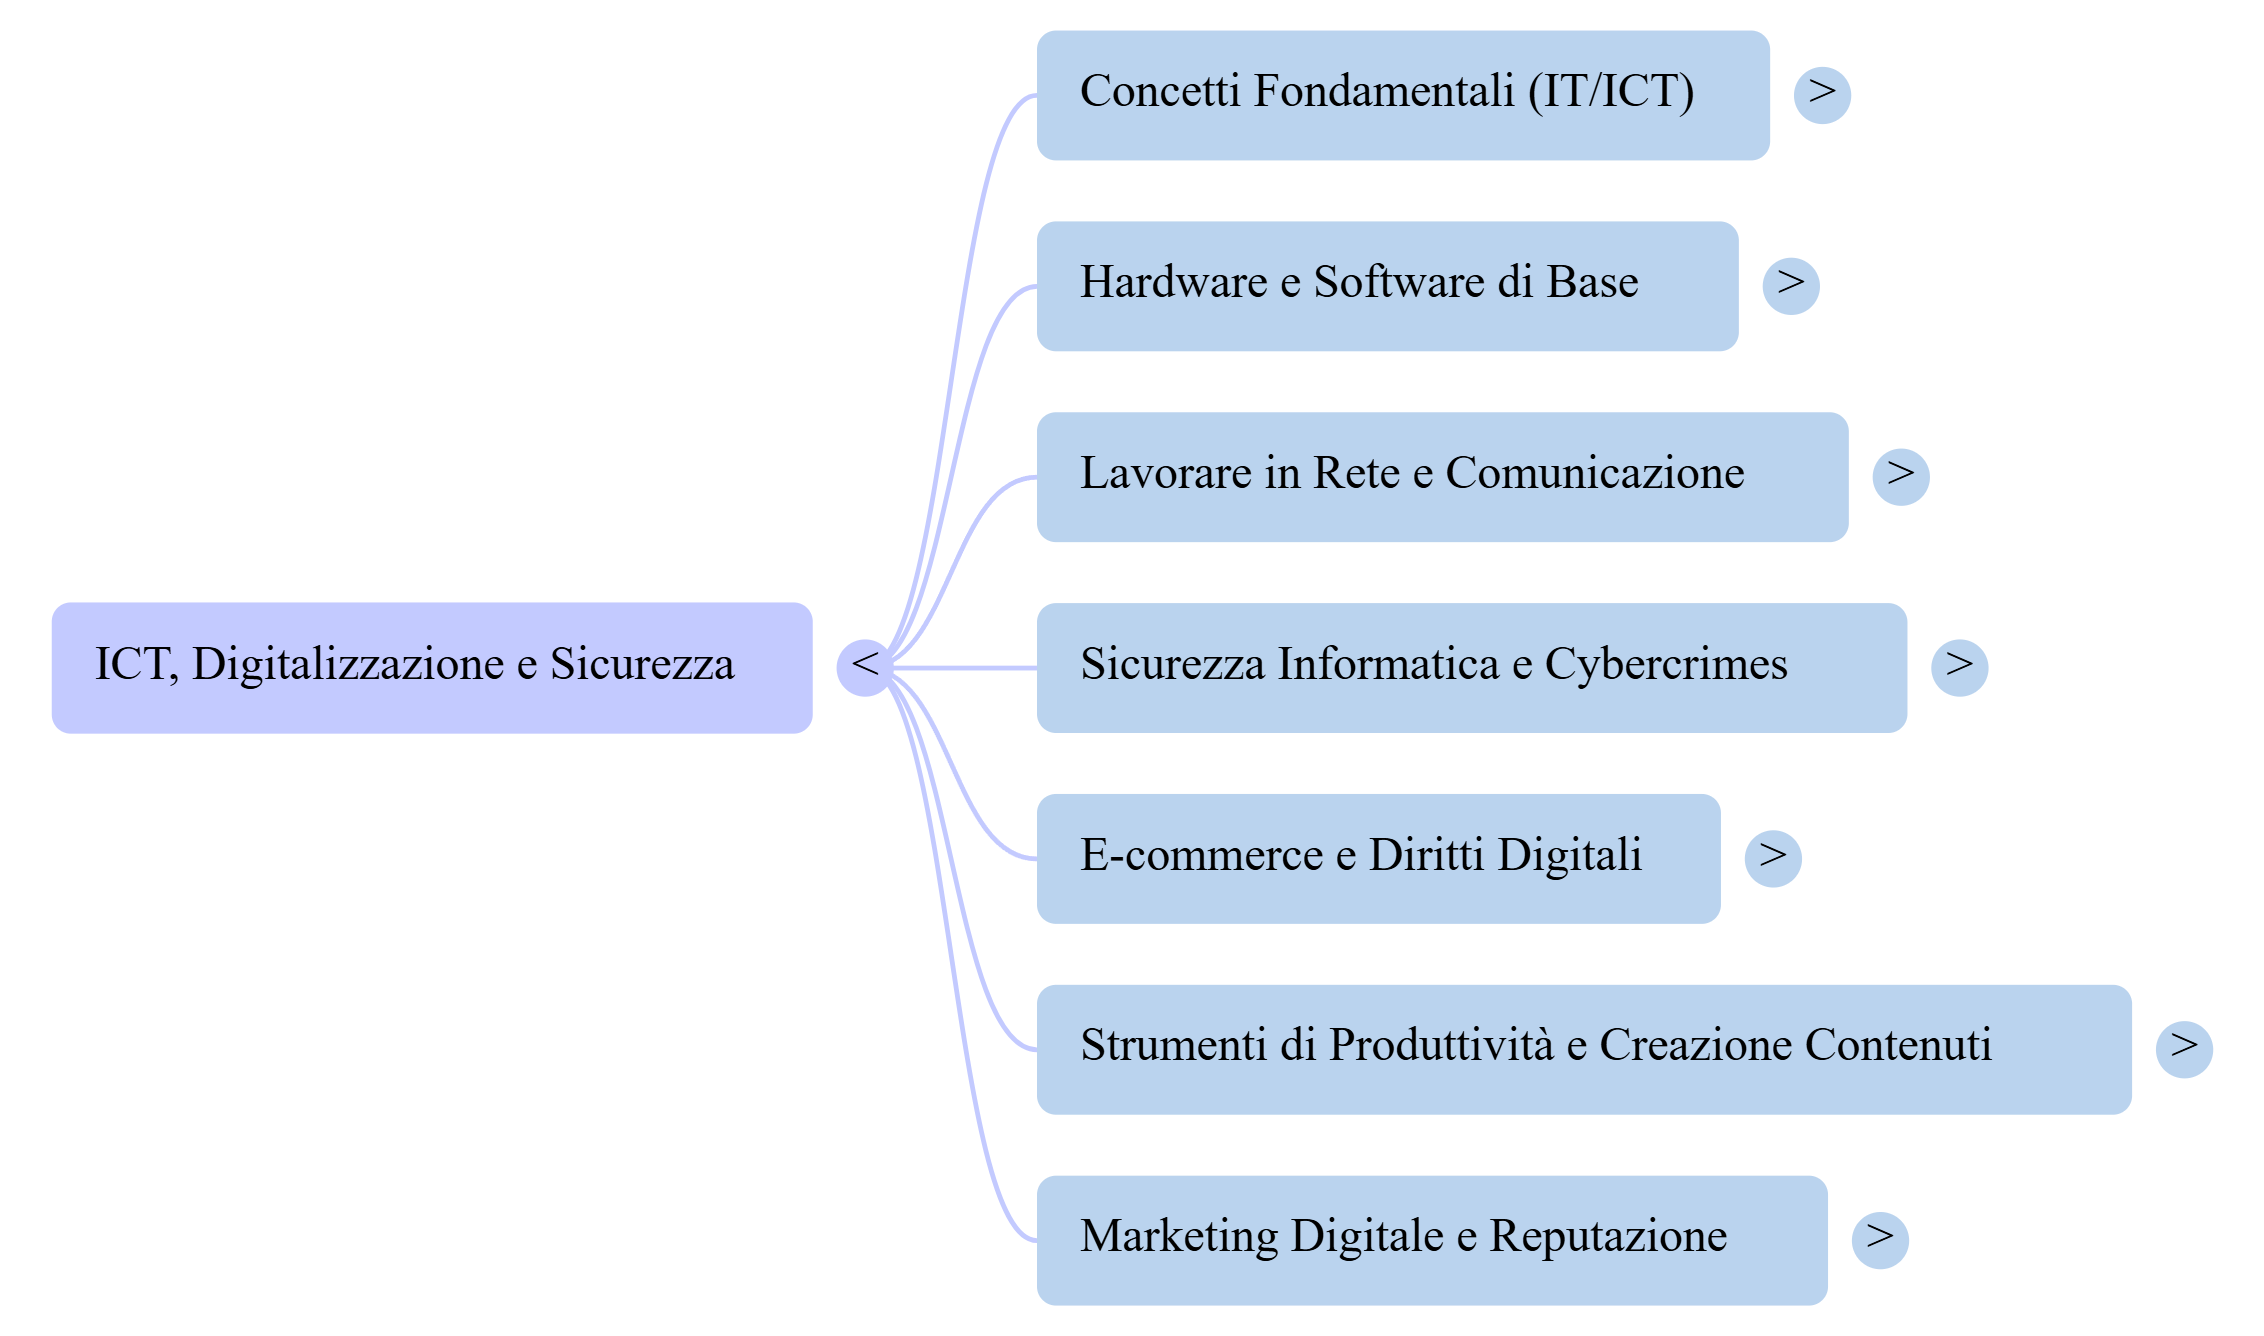 Concetti Fondamentali (IT/ICT) >
Hardware e Software di Base >
Lavorare in Rete e Comunicazione >
ICT, Digitalizzazione e Sicurezza <
Sicurezza Informatica e Cybercrimes >
E-commerce e Diritti Digitali >
Strumenti di Produttività e Creazione Contenuti >
Marketing Digitale e Reputazione >